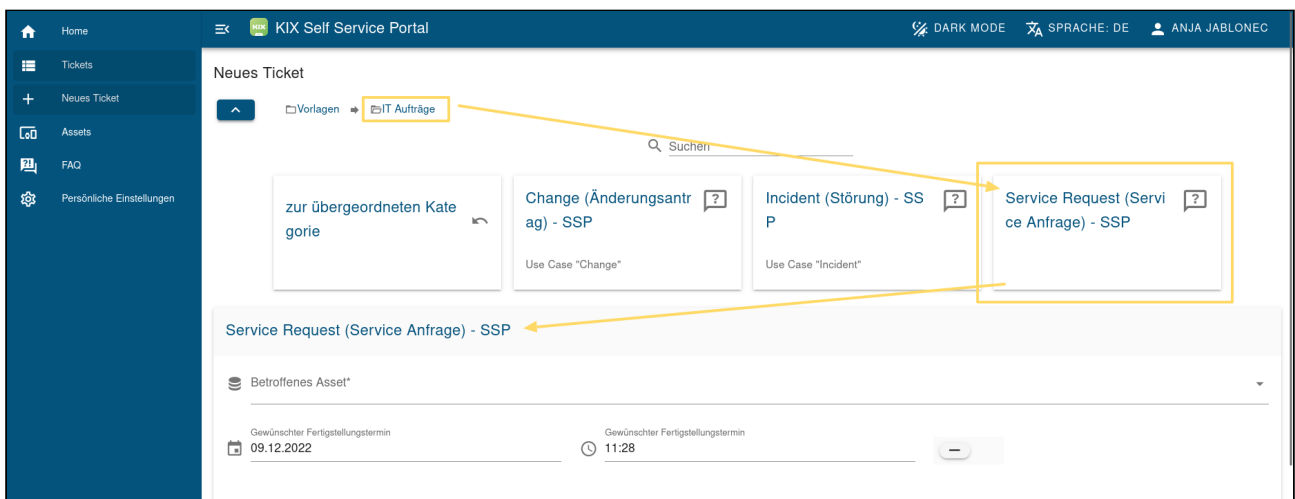 Home
KIX Self Service Portal
DARK MODE
SPRACHE: DE
ANJA JABLONEC
Tickets
Neues Ticket
Assets
FAQ
Persönliche Einstellungen
Neues Ticket
Vorlagen
IT Aufträge
Suchen
zur übergeordneten Kate
gorie
Change (Änderungsantr
ag) - SSP
Use Case "Change"
Incident (Störung) - SS
P
Use Case "Incident"
Service Request (Servi
ce Anfrage) - SSP
Service Request (Service Anfrage) - SSP
Betroffenes Asset*
Gewünschter Fertigstellungstermin
09.12.2022
Gewünschter Fertigstellungstermin
11:28